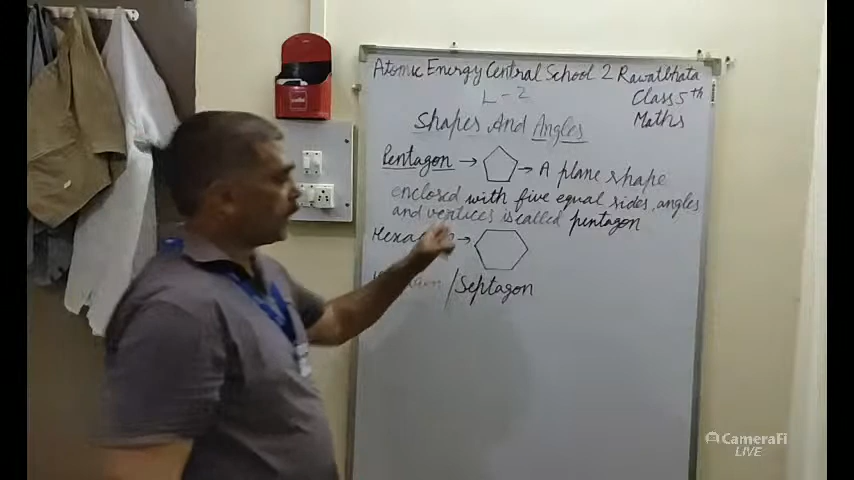 Atomic Energy Central School 2 Rawatbhata
L-2
Class 5th
Maths
Shapes And Angles
Pentagon → → A plane shape
enclosed with five equal sides, angles
and vertices is called pentagon
→
/Septagon
CameraFi
LIVE